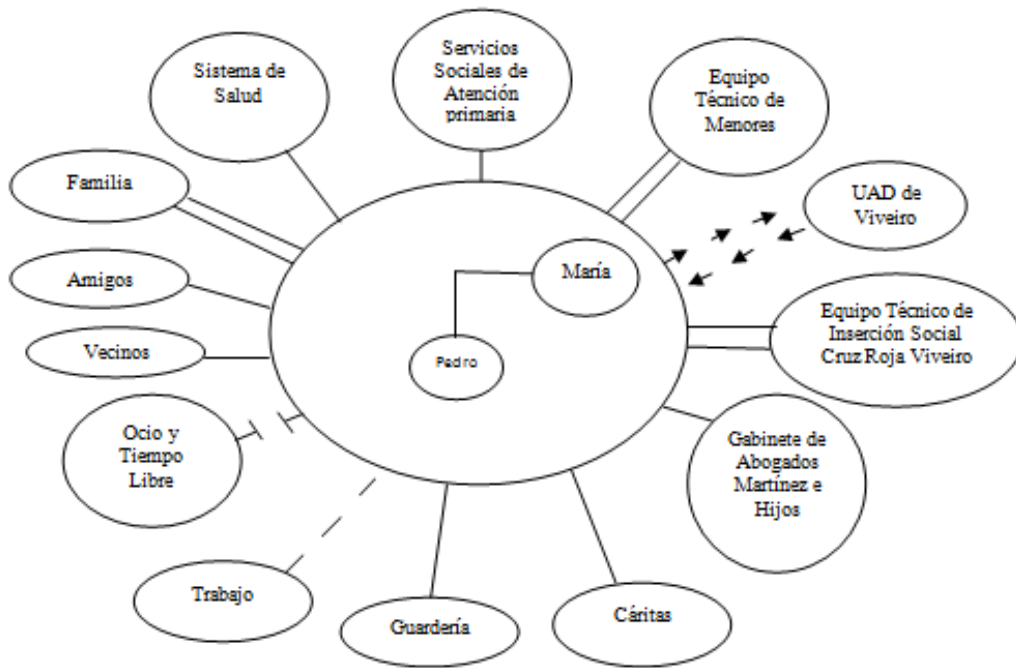 Sistema de
Salud
Servicios
Sociales de
Atención
primaria
Equipo
Técnico de
Menores
Familia
UAD de
Viveiro
Amigos
María
Vecinos
Pedro
Equipo Técnico de
Inserción Social
Cruz Roja Viveiro
Ocio y
Tiempo
Libre
Gabinete de
Abogados
Martínez e
Hijos
Trabajo
Guardería
Cáritas